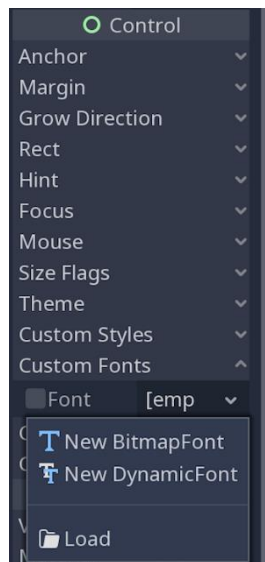 Control
Anchor
Margin
Grow Direction
Rect
Hint
Focus
Mouse
Size Flags
Theme
Custom Styles
Custom Fonts
Font [emp
New BitmapFont
New DynamicFont
Load